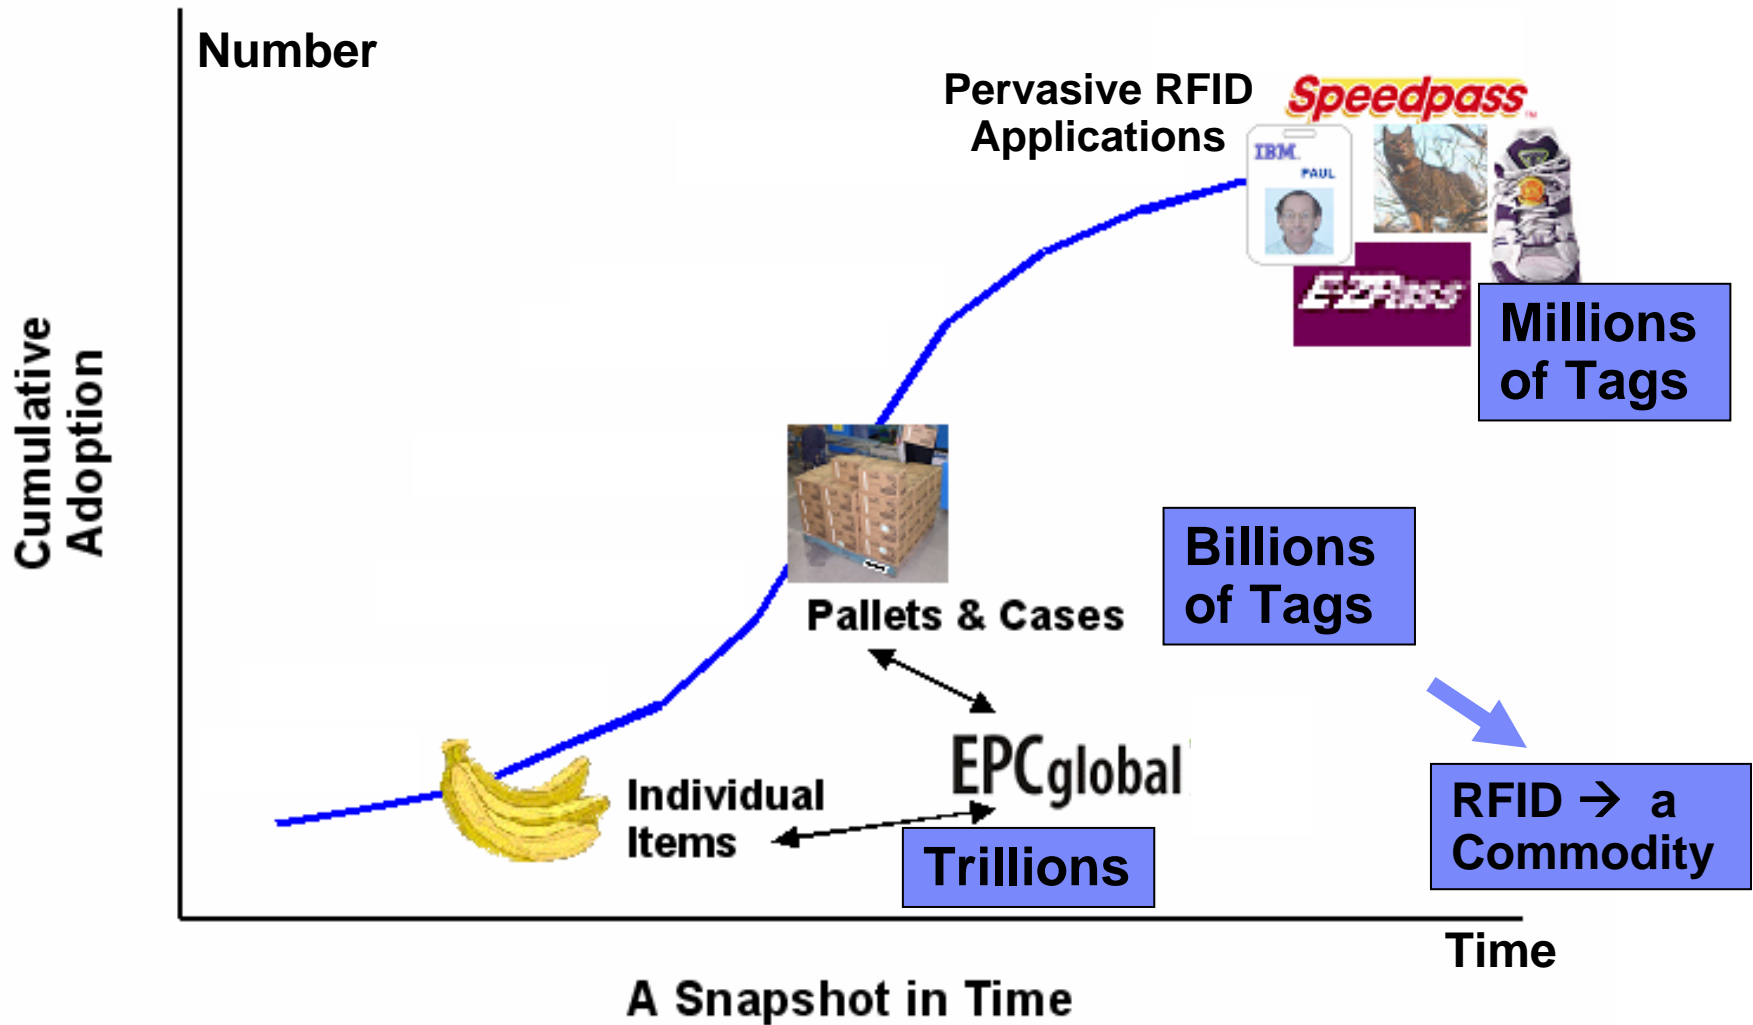 Number
Pervasive RFID
Applications
Speedpass
TM
IBM
PAUL
E-ZPass
Millions
of Tags
Cumulative
Adoption
Billions
of Tags
Pallets & Cases
EPCglobal
Individual
Items
Trillions
RFID → a
Commodity
Time
A Snapshot in Time